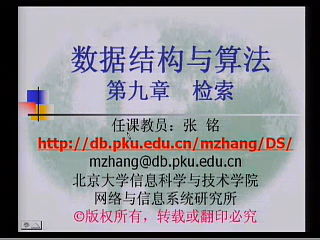 数据结构与算法
第九章 检索
任课教员：张 铭
http://db.pku.edu.cn/mzhang/DS/
mzhang@db.pku.edu.cn
北京大学信息科学与技术学院
网络与信息系统研究所
©版权所有，转载或翻印必究